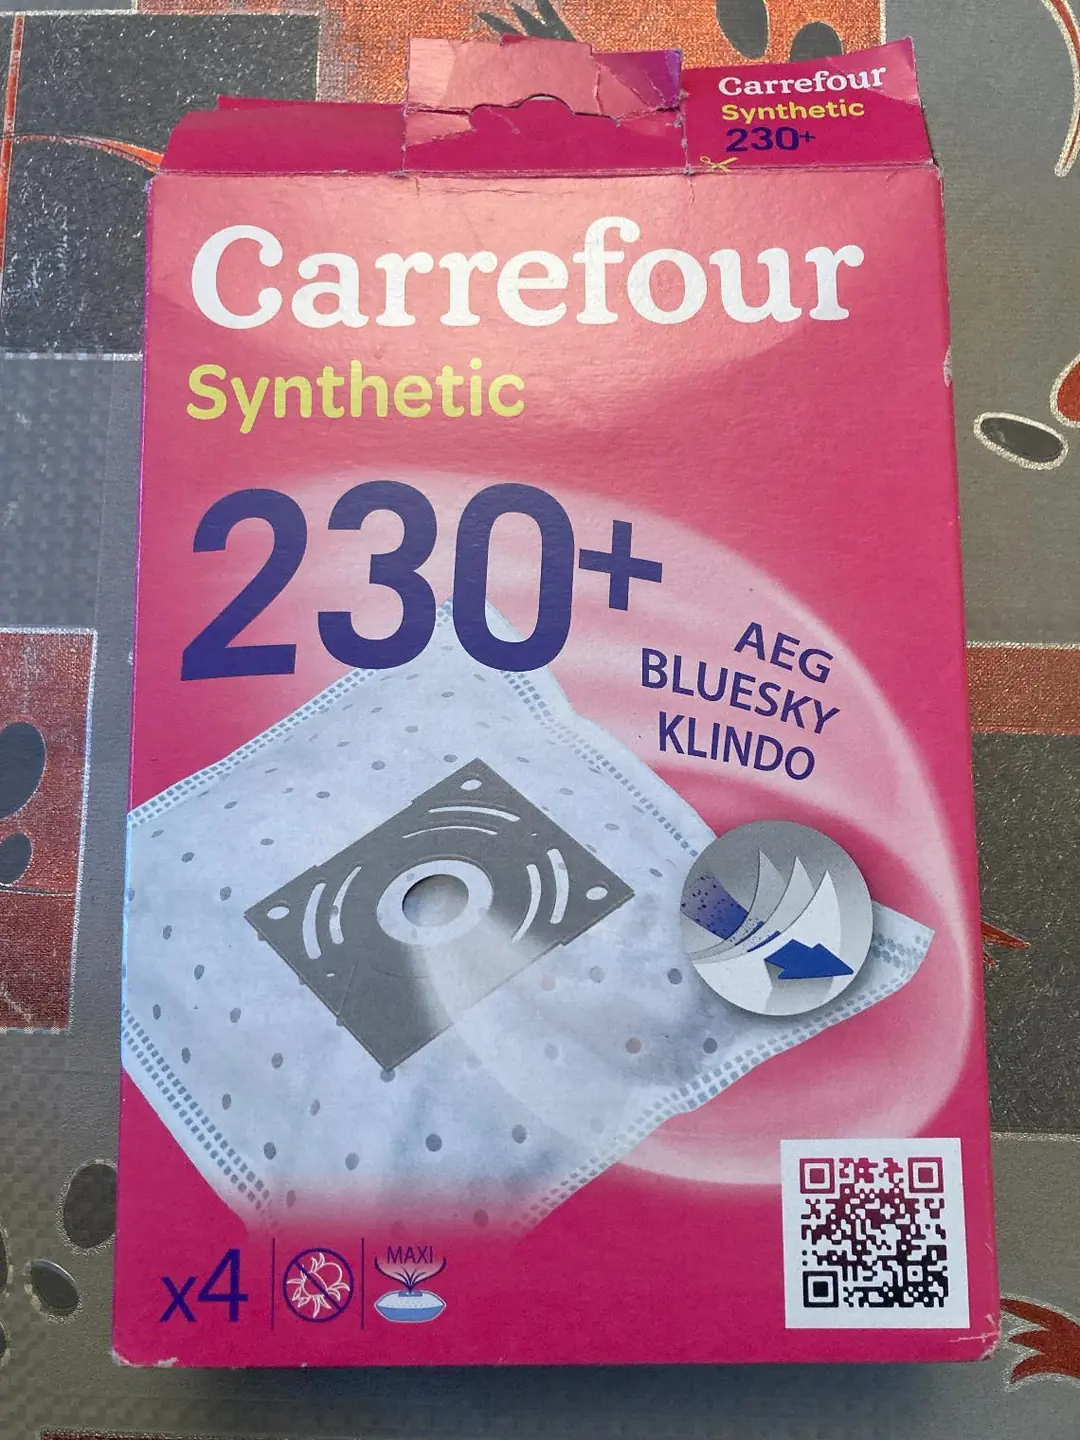 Carrefour
Synthetic
230+
Carrefour
Synthetic
230+
AEG
BLUESKY
KLINDO
x4
MAXI